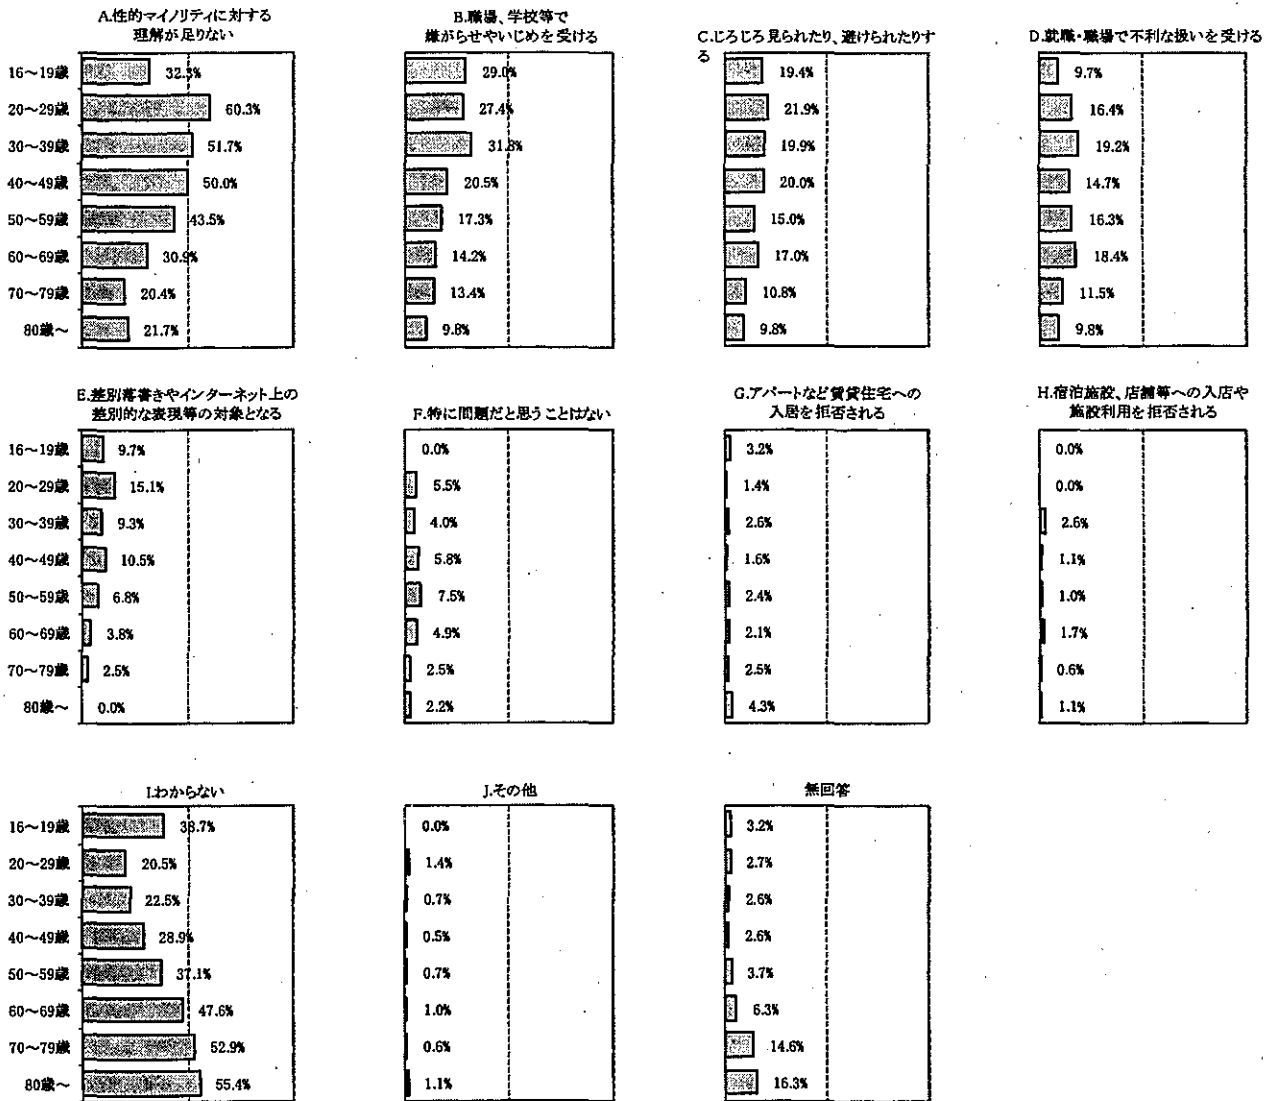 A.性的マイノリティに対する
理解が足りない
16～19歳 32.3%
20～29歳 60.3%
30～39歳 51.7%
40～49歳 50.0%
50～59歳 43.5%
60～69歳 30.9%
70～79歳 20.4%
80歳～ 21.7%
B.職場、学校等で
嫌がらせやいじめを受ける
29.0%
27.4%
31.8%
20.5%
17.3%
14.2%
13.4%
9.8%
C.じろじろ見られたり、避けられたりす
る
19.4%
21.9%
19.9%
20.0%
15.0%
17.0%
10.8%
9.8%
D.就職・職場で不利な扱いを受ける
9.7%
16.4%
19.2%
14.7%
16.3%
18.4%
11.5%
9.8%
E.差別落書きやインターネット上の
差別的な表現等の対象となる
16～19歳 9.7%
20～29歳 15.1%
30～39歳 9.3%
40～49歳 10.5%
50～59歳 6.8%
60～69歳 3.8%
70～79歳 2.5%
80歳～ 0.0%
F.特に問題だと思うことはない
0.0%
5.5%
4.0%
5.8%
7.5%
4.9%
2.5%
2.2%
G.アパートなど賃貸住宅への
入居を拒否される
3.2%
1.4%
2.6%
1.6%
2.4%
2.1%
2.5%
4.3%
H.宿泊施設、店舗等への入店や
施設利用を拒否される
0.0%
0.0%
2.6%
1.1%
1.0%
1.7%
0.6%
1.1%
I.わからない
16～19歳 38.7%
20～29歳 20.5%
30～39歳 22.5%
40～49歳 28.9%
50～59歳 37.1%
60～69歳 47.6%
70～79歳 52.9%
80歳～ 55.4%
J.その他
0.0%
1.4%
0.7%
0.5%
0.7%
1.0%
0.6%
1.1%
無回答
3.2%
2.7%
2.6%
2.6%
3.7%
6.3%
14.6%
16.3%